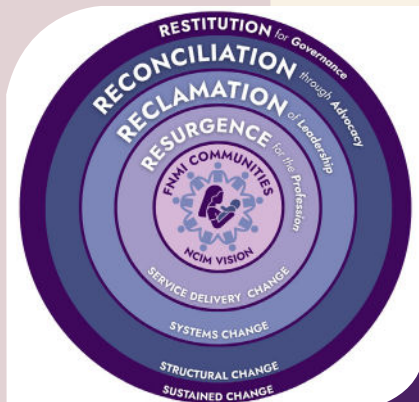 RESTITUTION for Governance
RECONCILIATION through Advocacy
RECLAMATION of Leadership
RESURGENCE for the Profession
FNMI COMMUNITIES
NCIM VISION
SERVICE DELIVERY CHANGE
SYSTEMS CHANGE
STRUCTURAL CHANGE
SUSTAINED CHANGE